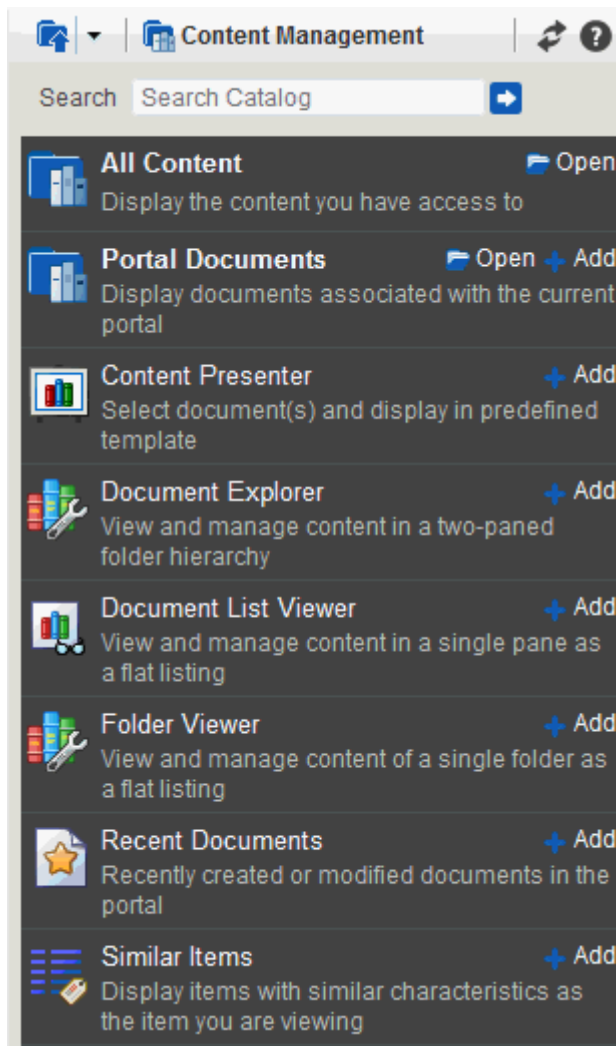 Content Management
Search Search Catalog
All Content Open
Display the content you have access to
Portal Documents Open Add
Display documents associated with the current
portal
Content Presenter Add
Select document(s) and display in predefined
template
Document Explorer Add
View and manage content in a two-paned
folder hierarchy
Document List Viewer Add
View and manage content in a single pane as
a flat listing
Folder Viewer Add
View and manage content of a single folder as
a flat listing
Recent Documents Add
Recently created or modified documents in the
portal
Similar Items Add
Display items with similar characteristics as
the item you are viewing